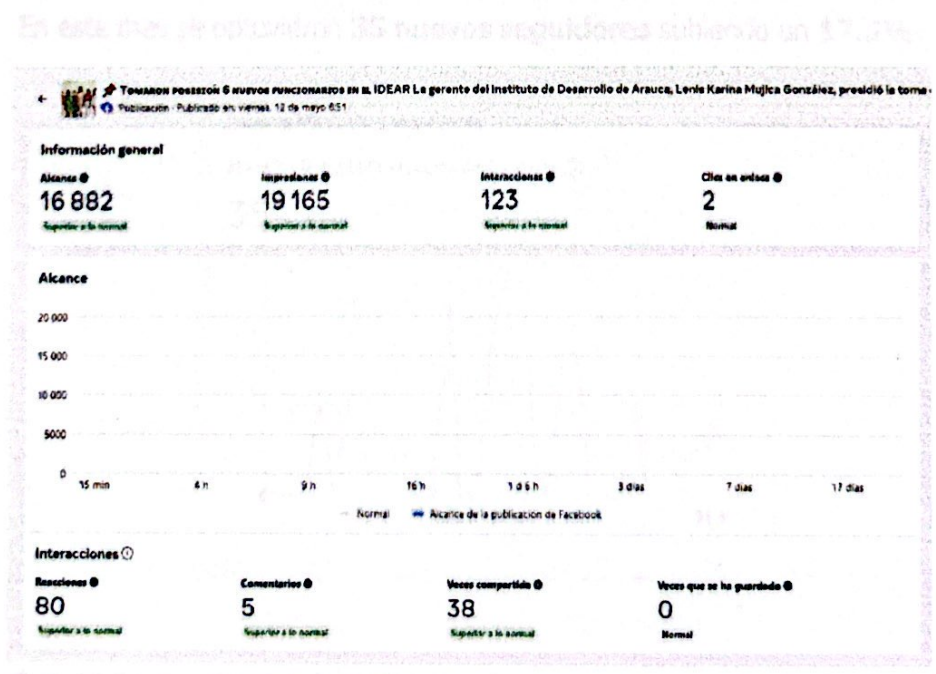 En este mes se obtuvieron 35 nuevos seguidores subiendo un 17.5%
Tomaron posesión 6 nuevos funcionarios en el IDEAR La gerente del Instituto de Desarrollo de Arauca, Lenis Karina Mujica González, presidió la toma
Publicación · Publicado en: viernes, 12 de mayo 6:51
Información general
Alcance Impresiones Interacciones Clics en enlace
16 882 19 165 123 2
Superior a lo normal Superior a lo normal Superior a lo normal Normal
Alcance
20 000
15 000
10 000
5000
0
15 min 4 h 9 h 16 h 1 d 6 h 3 días 7 días 17 días
Normal Alcance de la publicación de Facebook
Interacciones
Reacciones Comentarios Veces compartido Veces que se ha guardado
80 5 38 0
Superior a lo normal Superior a lo normal Superior a lo normal Normal